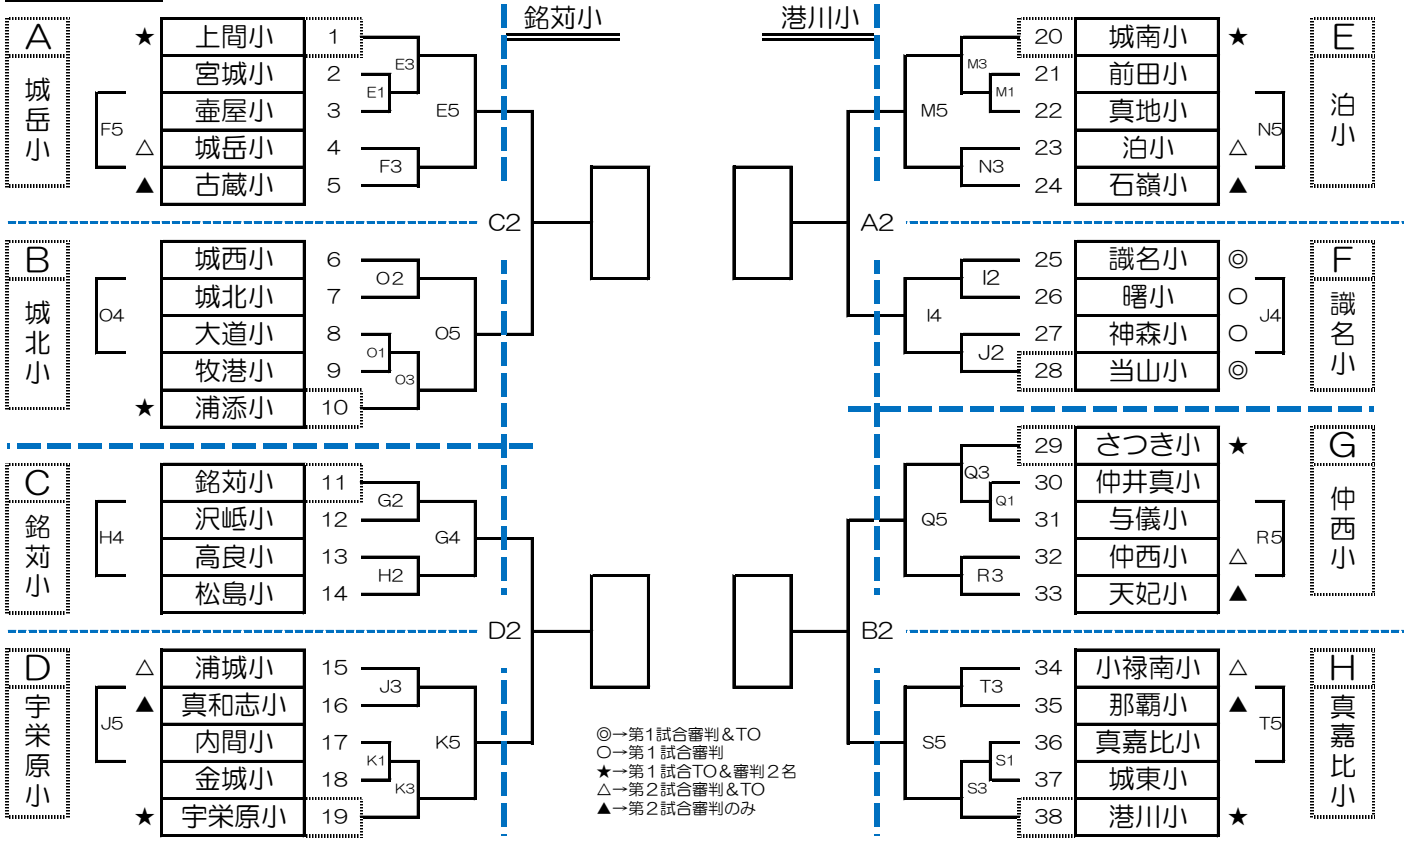 銘苅小
港川小
A
城岳小
★ 上間小 1
宮城小 2
壷屋小 3
△ 城岳小 4
▲ 古蔵小 5
F5
E1
E3
F3
E5
B
城北小
城西小 6
城北小 7
大道小 8
牧港小 9
★ 浦添小 10
O4
O2
O1
O3
O5
C2
C
銘苅小
銘苅小 11
沢岻小 12
高良小 13
松島小 14
H4
G2
H2
G4
D
宇栄原小
△ 浦城小 15
▲ 真和志小 16
内間小 17
金城小 18
★ 宇栄原小 19
J5
J3
K1
K3
K5
D2
◎→第1試合審判&TO
○→第1試合審判
★→第1試合TO&審判2名
△→第2試合審判&TO
▲→第2試合審判のみ
E
泊小
20 城南小 ★
21 前田小
22 真地小
23 泊小 △
24 石嶺小 ▲
M3
M1
N3
M5
N5
A2
F
識名小
25 識名小 ◎
26 曙小 ○
27 神森小 ○
28 当山小 ◎
I2
J2
I4
J4
G
仲西小
29 さつき小 ★
30 仲井真小
31 与儀小
32 仲西小 △
33 天妃小 ▲
Q3
Q1
R3
Q5
R5
B2
H
真嘉比小
34 小禄南小 △
35 那覇小 ▲
36 真嘉比小
37 城東小
38 港川小 ★
T3
S1
S3
S5
T5